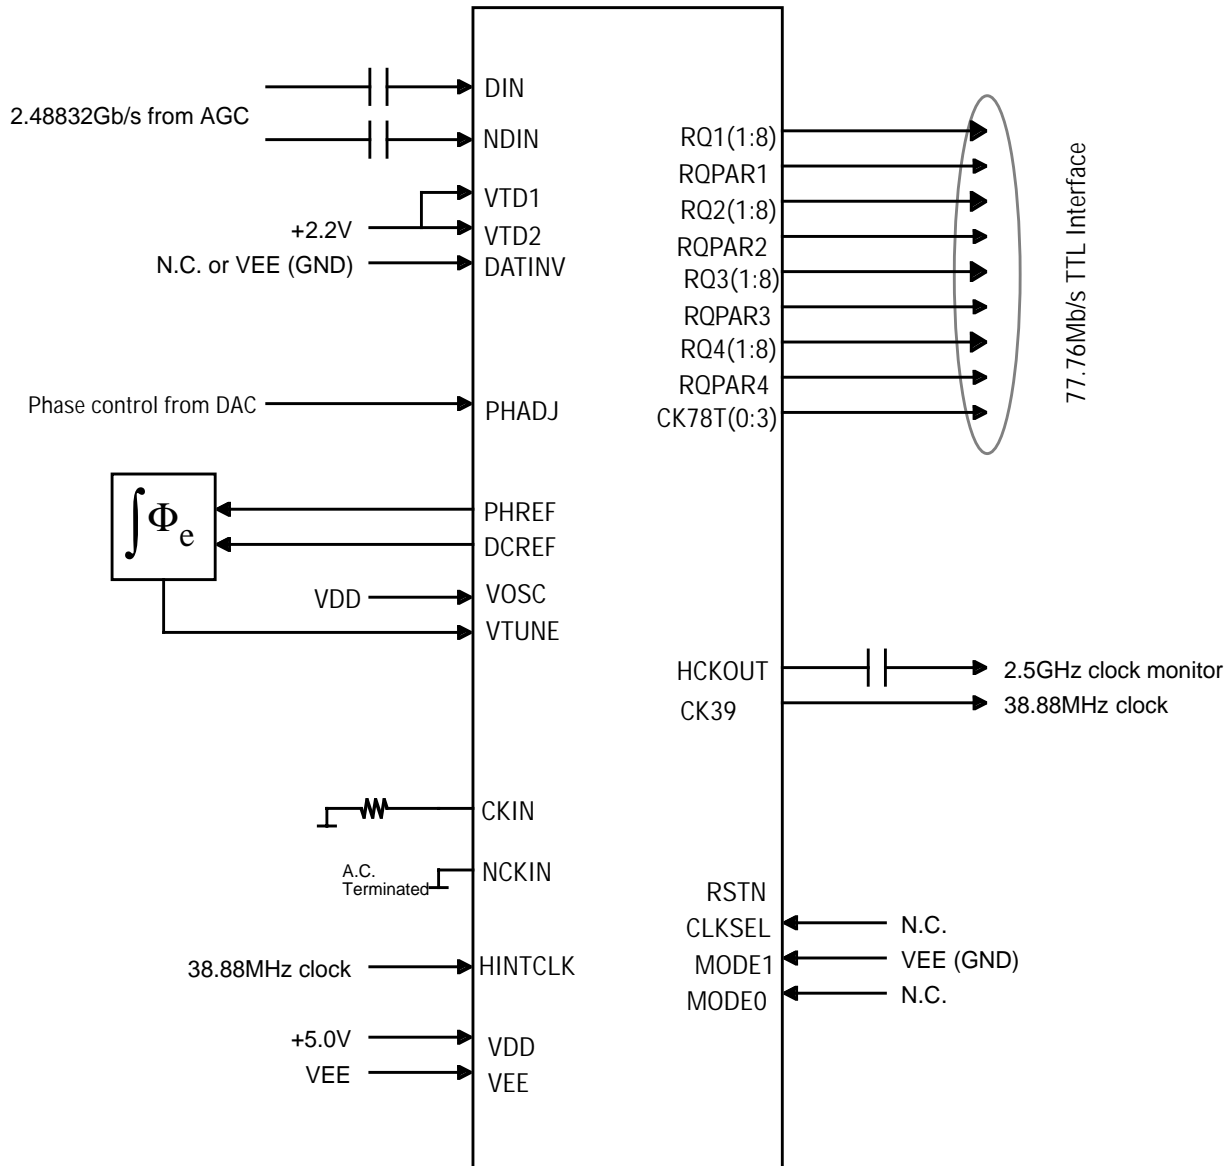 2.48832Gb/s from AGC
+2.2V
N.C. or VEE (GND)
Phase control from DAC
∫Φe
VDD
A.C.
Terminated
38.88MHz clock
+5.0V
VEE
DIN
NDIN
VTD1
VTD2
DATINV
PHADJ
PHREF
DCREF
VOSC
VTUNE
CKIN
NCKIN
HINTCLK
VDD
VEE
RQ1(1:8)
RQPAR1
RQ2(1:8)
RQPAR2
RQ3(1:8)
RQPAR3
RQ4(1:8)
RQPAR4
CK78T(0:3)
HCKOUT
CK39
RSTN
CLKSEL
MODE1
MODE0
77.76Mb/s TTL Interface
2.5GHz clock monitor
38.88MHz clock
N.C.
VEE (GND)
N.C.